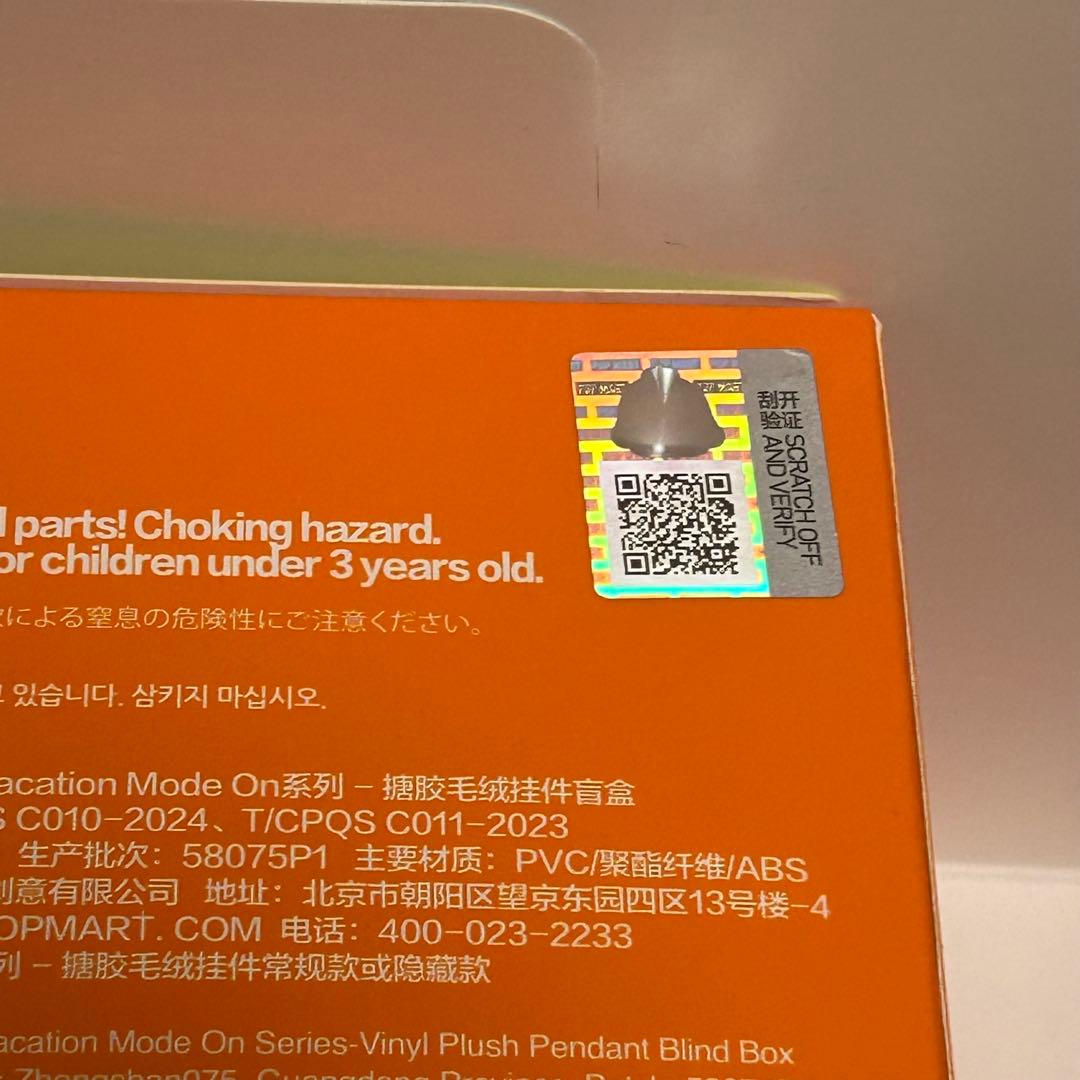 POP MART
刮开
验证
SCRATCH OFF
AND VERIFY
parts! Choking hazard.
or children under 3 years old.
による窒息の危険性にご注意ください。
있습니다. 삼키지 마십시오.
acation Mode On系列 – 搪胶毛绒挂件盲盒
S C010–2024、T/CPQS C011–2023
生产批次：58075P1 主要材质：PVC/聚酯纤维/ABS
创意有限公司 地址：北京市朝阳区望京东园四区13号楼–4
OPMART. COM 电话：400–023–2233
列 – 搪胶毛绒挂件常规款或隐藏款
acation Mode On Series-Vinyl Plush Pendant Blind Box